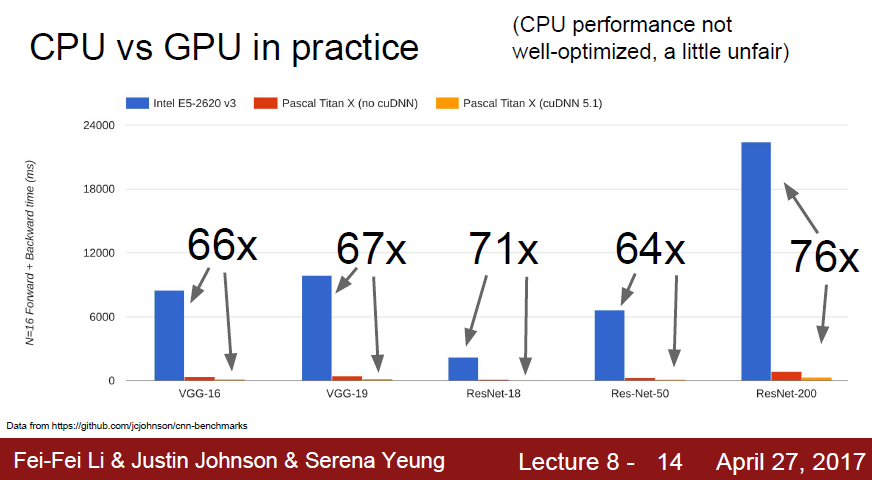 CPU vs GPU in practice
(CPU performance not
well-optimized, a little unfair)
Intel E5-2620 v3
Pascal Titan X (no cuDNN)
Pascal Titan X (cuDNN 5.1)
N=16 Forward + Backward time (ms)
24000
18000
12000
6000
0
66x
67x
71x
64x
76x
VGG-16
VGG-19
ResNet-18
Res-Net-50
ResNet-200
Data from https://github.com/jcjohnson/cnn-benchmarks
Fei-Fei Li & Justin Johnson & Serena Yeung
Lecture 8 - 14
April 27, 2017